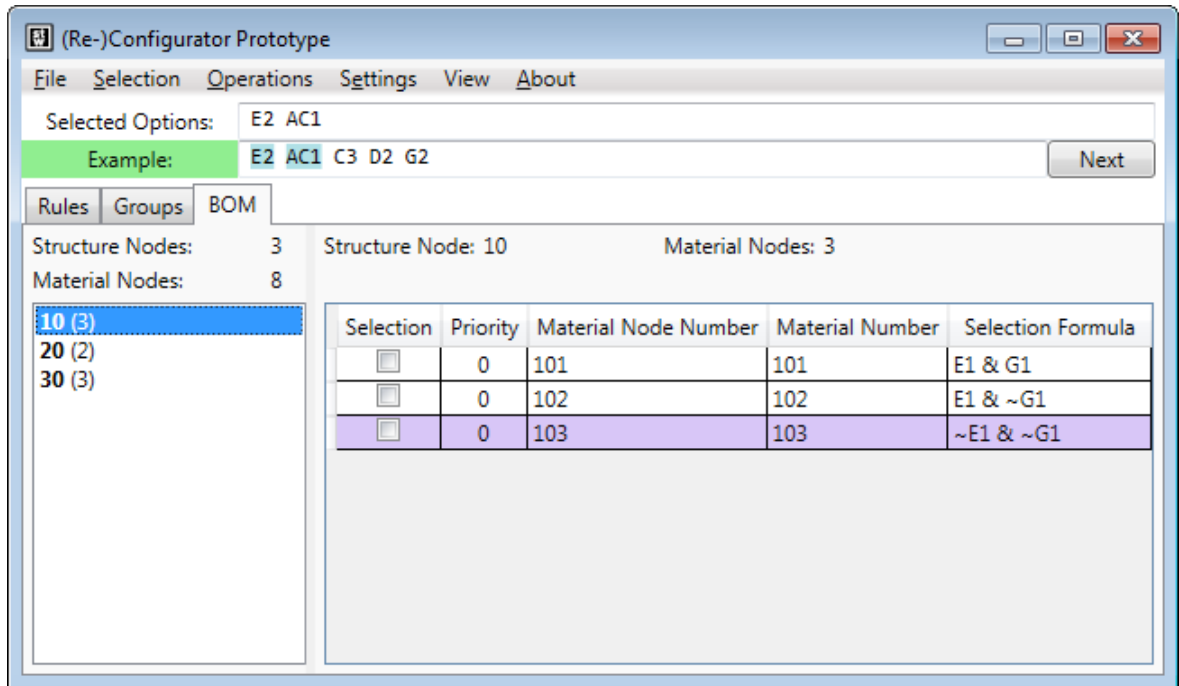 (Re-)Configurator Prototype
File Selection Operations Settings View About
Selected Options: E2 AC1
Example: E2 AC1 C3 D2 G2 Next
Rules Groups BOM
Structure Nodes: 3 Structure Node: 10 Material Nodes: 3
Material Nodes: 8
10 (3)
20 (2)
30 (3)
Selection Priority Material Node Number Material Number Selection Formula
0 101 101 E1 & G1
0 102 102 E1 & ~G1
0 103 103 ~E1 & ~G1